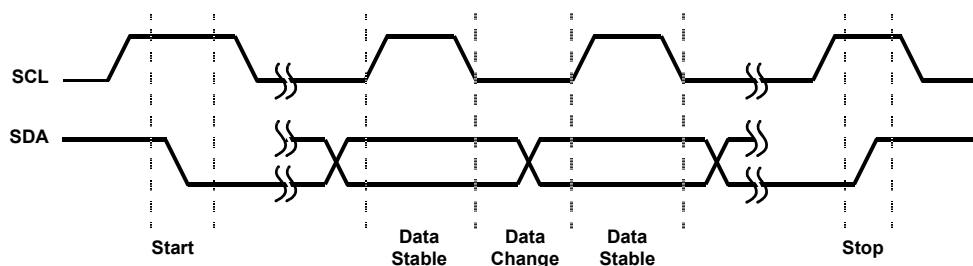 SCL
SDA
Start
Data
Stable
Data
Change
Data
Stable
Stop